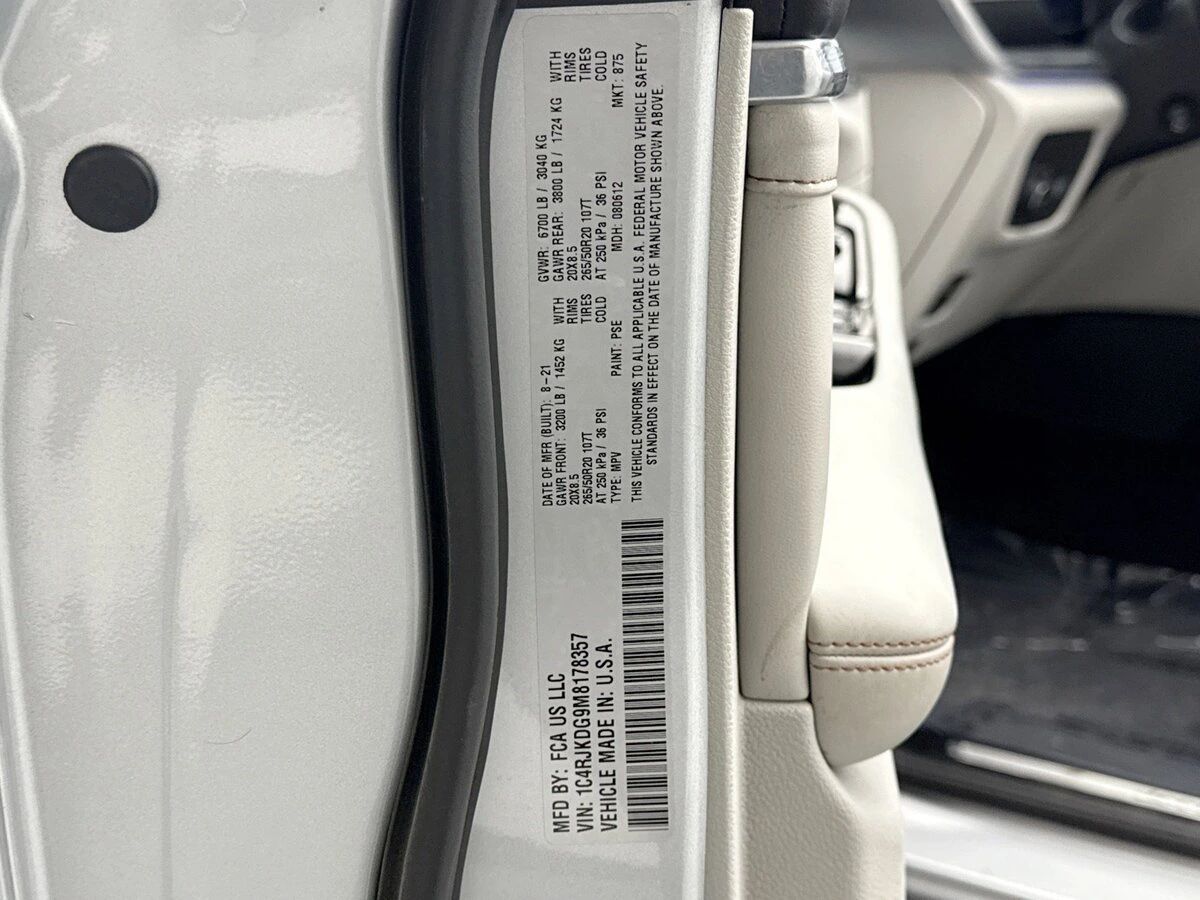 MFD BY: FCA US LLC
VIN: 1C4RJKDG9M8178357
VEHICLE MADE IN: U.S.A.
DATE OF MFR (BUILT): 8-21
GAWR FRONT: 3200 LB / 1452 KG WITH
20X8.5 RIMS
265/50R20 107T TIRES
AT 250 kPa / 36 PSI COLD
TYPE: MPV PAINT: PSE
GVWR: 6700 LB / 3040 KG
GAWR REAR: 3800 LB / 1724 KG WITH
20X8.5 RIMS
265/50R20 107T TIRES
AT 250 kPa / 36 PSI COLD
MDH: 080612 MKT: 875
THIS VEHICLE CONFORMS TO ALL APPLICABLE U.S.A. FEDERAL MOTOR VEHICLE SAFETY
STANDARDS IN EFFECT ON THE DATE OF MANUFACTURE SHOWN ABOVE.